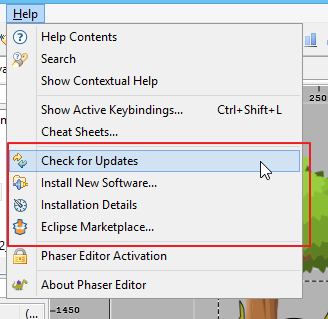 Help
Help Contents
Search
Show Contextual Help
Show Active Keybindings... Ctrl+Shift+L
Cheat Sheets...
Check for Updates
Install New Software...
Installation Details
Eclipse Marketplace...
Phaser Editor Activation
About Phaser Editor
250
-1450